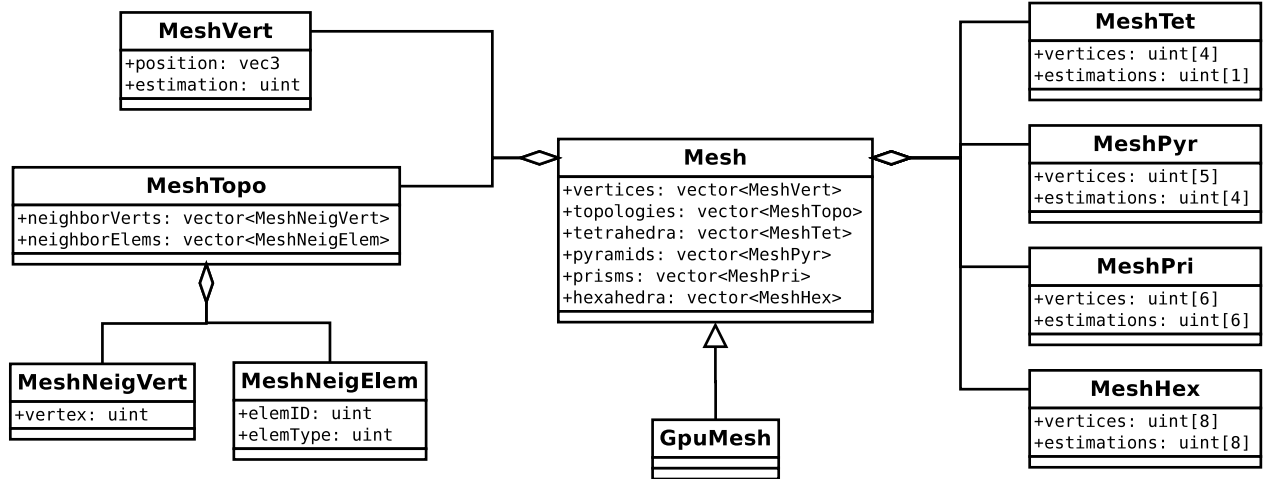 MeshVert
+position: vec3
+estimation: uint
MeshTopo
+neighborVerts: vector<MeshNeigVert>
+neighborElems: vector<MeshNeigElem>
MeshNeigVert
+vertex: uint
MeshNeigElem
+elemID: uint
+elemType: uint
Mesh
+vertices: vector<MeshVert>
+topologies: vector<MeshTopo>
+tetrahedra: vector<MeshTet>
+pyramids: vector<MeshPyr>
+prisms: vector<MeshPri>
+hexahedra: vector<MeshHex>
GpuMesh
MeshTet
+vertices: uint[4]
+estimations: uint[1]
MeshPyr
+vertices: uint[5]
+estimations: uint[4]
MeshPri
+vertices: uint[6]
+estimations: uint[6]
MeshHex
+vertices: uint[8]
+estimations: uint[8]